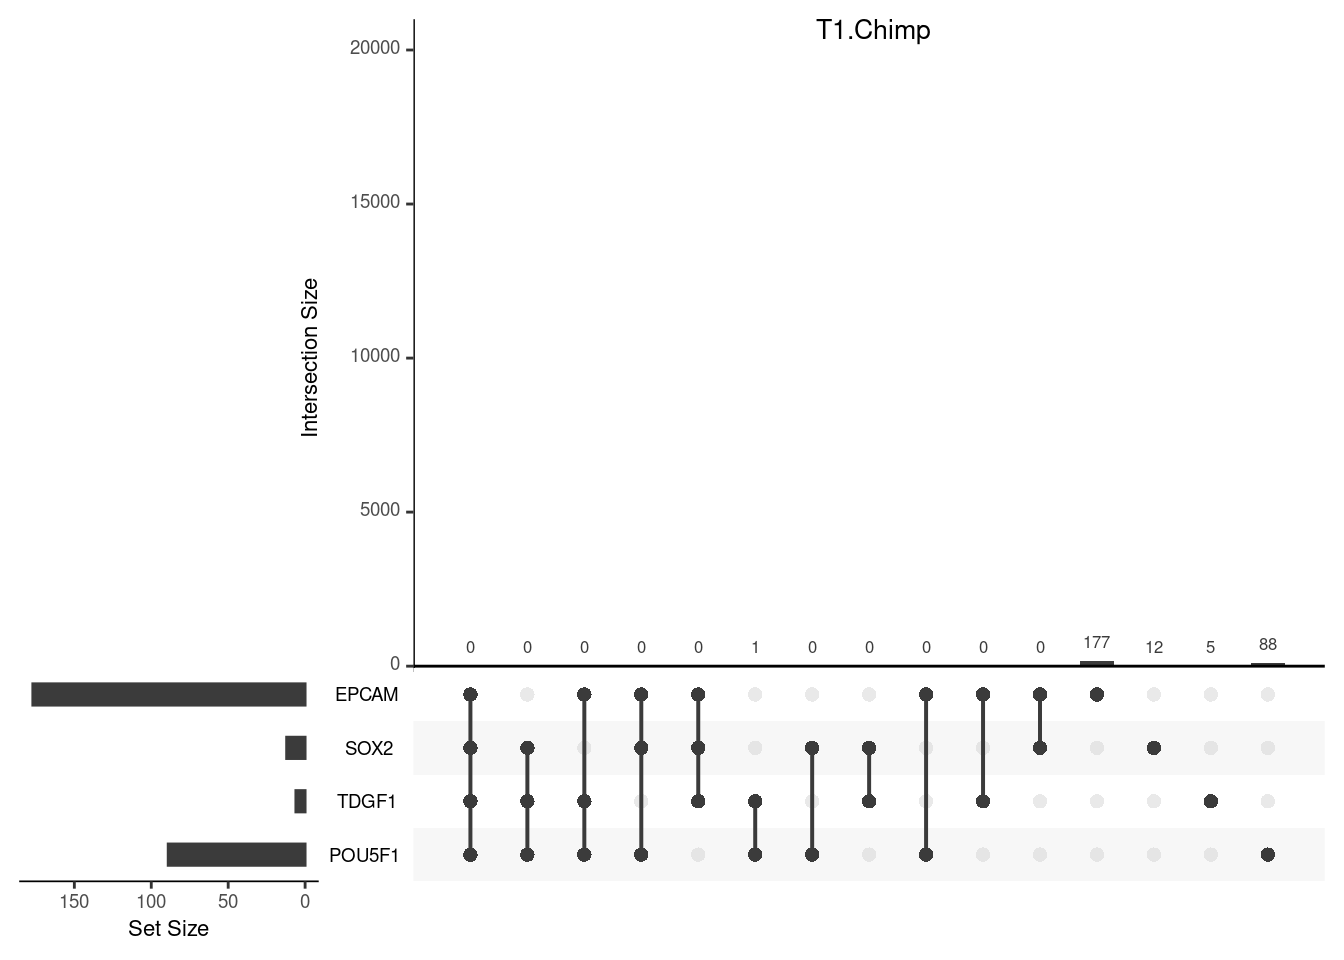 T1.Chimp
20000
15000
10000
5000
0
Intersection Size
0 0 0 0 0 1 0 0 0 0 0 177 12 5 88
EPCAM
SOX2
TDGF1
POU5F1
150 100 50 0
Set Size